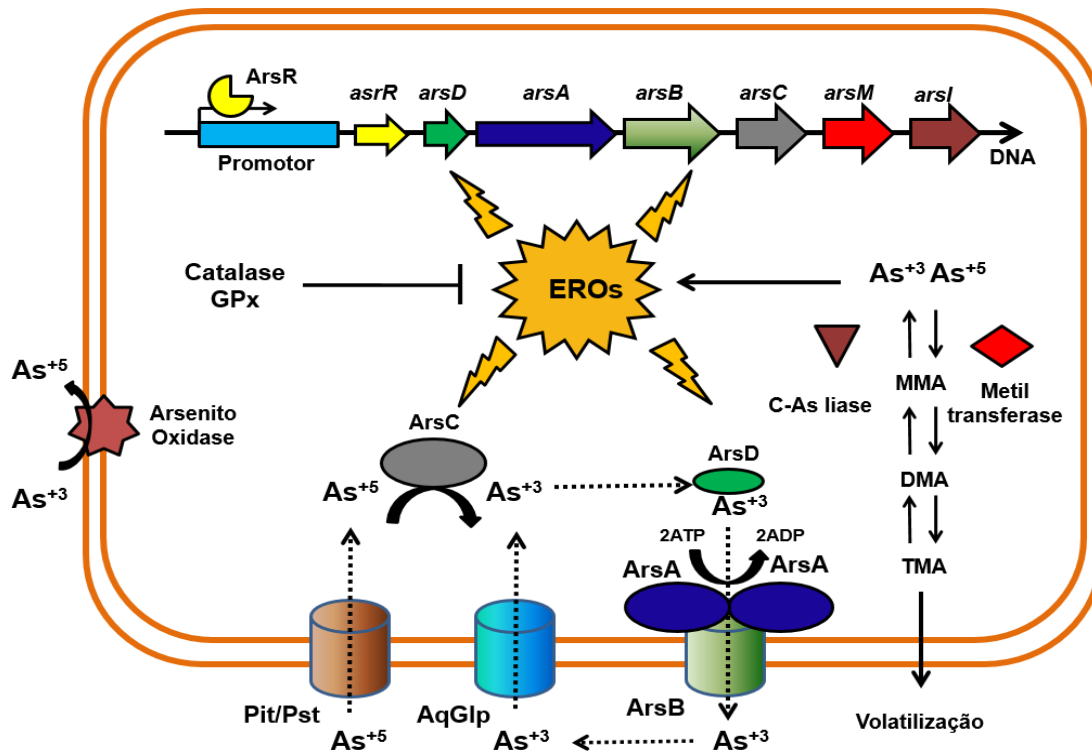 ArsR
asrR arsD arsA arsB arsC arsM arsI
Promotor
DNA
Catalase
GPx
EROs
As+3 As+5
As+5
Arsenito
Oxidase
As+3
C-As liase
MMA
Metil
transferase
DMA
TMA
ArsC
As+5
As+3
ArsD
As+3
2ATP
2ADP
ArsA
ArsA
Pit/Pst
AqGlp
ArsB
Volatilização
As+5
As+3
As+3